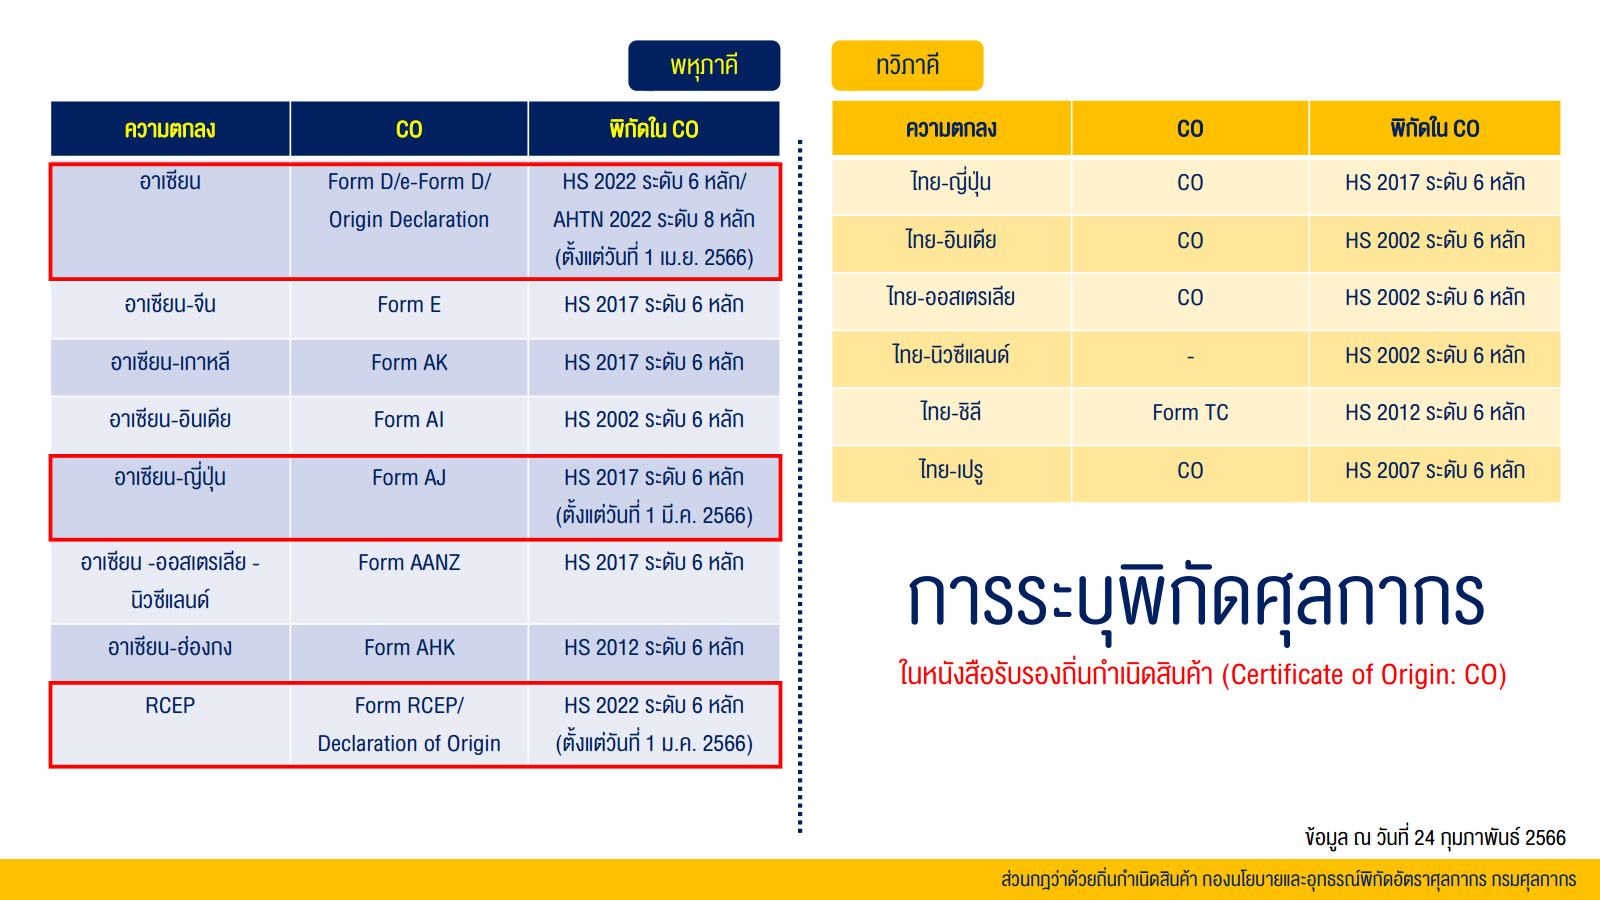 พหุภาคี
ความตกลง CO พิกัดใน CO
อาเซียน Form D/e-Form D/ HS 2022 ระดับ 6 หลัก/
Origin Declaration AHTN 2022 ระดับ 8 หลัก
(ตั้งแต่วันที่ 1 เม.ย. 2566)
อาเซียน-จีน Form E HS 2017 ระดับ 6 หลัก
อาเซียน-เกาหลี Form AK HS 2017 ระดับ 6 หลัก
อาเซียน-อินเดีย Form AI HS 2002 ระดับ 6 หลัก
อาเซียน-ญี่ปุ่น Form AJ HS 2017 ระดับ 6 หลัก
(ตั้งแต่วันที่ 1 มี.ค. 2566)
อาเซียน -ออสเตรเลีย - Form AANZ HS 2017 ระดับ 6 หลัก
นิวซีแลนด์
อาเซียน-ฮ่องกง Form AHK HS 2012 ระดับ 6 หลัก
RCEP Form RCEP/ HS 2022 ระดับ 6 หลัก
Declaration of Origin (ตั้งแต่วันที่ 1 ม.ค. 2566)
ทวิภาคี
ความตกลง CO พิกัดใน CO
ไทย-ญี่ปุ่น CO HS 2017 ระดับ 6 หลัก
ไทย-อินเดีย CO HS 2002 ระดับ 6 หลัก
ไทย-ออสเตรเลีย CO HS 2002 ระดับ 6 หลัก
ไทย-นิวซีแลนด์ - HS 2002 ระดับ 6 หลัก
ไทย-ชิลี Form TC HS 2012 ระดับ 6 หลัก
ไทย-เปรู CO HS 2007 ระดับ 6 หลัก
การระบุพิกัดศุลกากร
ในหนังสือรับรองถิ่นกำเนิดสินค้า (Certificate of Origin: CO)
ข้อมูล ณ วันที่ 24 กุมภาพันธ์ 2566
ส่วนกฎว่าด้วยถิ่นกำเนิดสินค้า กองนโยบายและอุทธรณ์พิกัดอัตราศุลกากร กรมศุลกากร